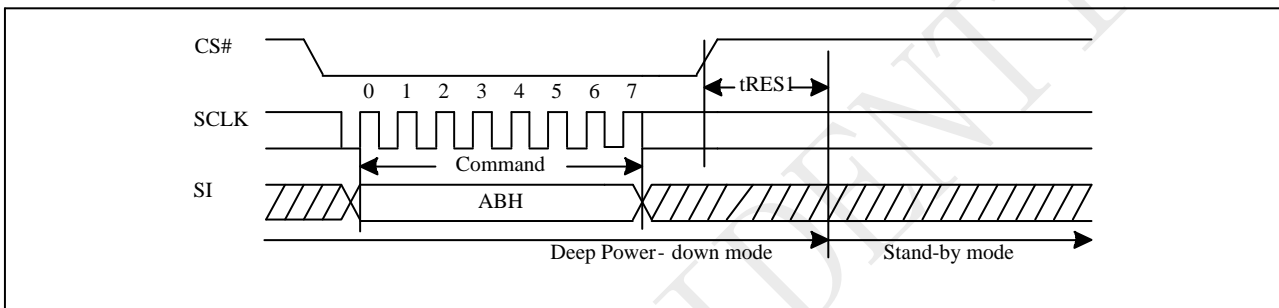 CS#
tRES1
0 1 2 3 4 5 6 7
SCLK
Command
SI
ABH
Deep Power- down mode
Stand-by mode